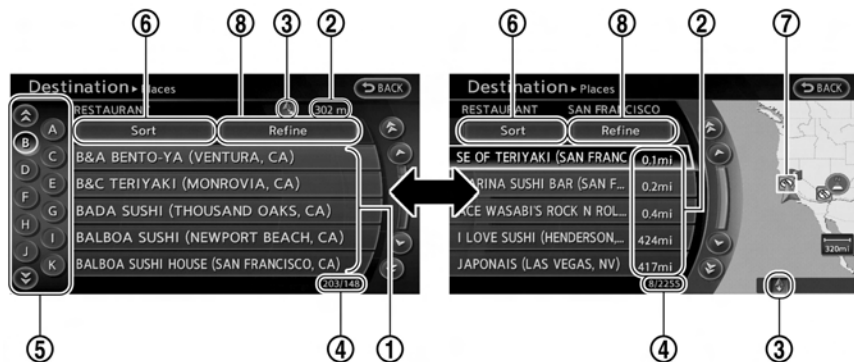 6 8 3 2
6 8 2 7
Destination ▸ Places BACK
RESTAURANT 302 m
Sort Refine
B A
B&A BENTO-YA (VENTURA, CA)
D C
B&C TERIYAKI (MONROVIA, CA)
F E
BADA SUSHI (THOUSAND OAKS, CA)
H G
BALBOA SUSHI (NEWPORT BEACH, CA)
J I
BALBOA SUSHI HOUSE (SAN FRANCISCO, CA)
K
203/148
Destination ▸ Places BACK
RESTAURANT SAN FRANCISCO
Sort Refine
SE OF TERIYAKI (SAN FRANC 0.1mi
ARINA SUSHI BAR (SAN F... 0.2mi
ACE WASABI'S ROCK N ROL... 0.4mi
I LOVE SUSHI (HENDERSON,... 424mi
JAPONAIS (LAS VEGAS, NV) 417mi
320mi
8/2255
5 4 1
4 3